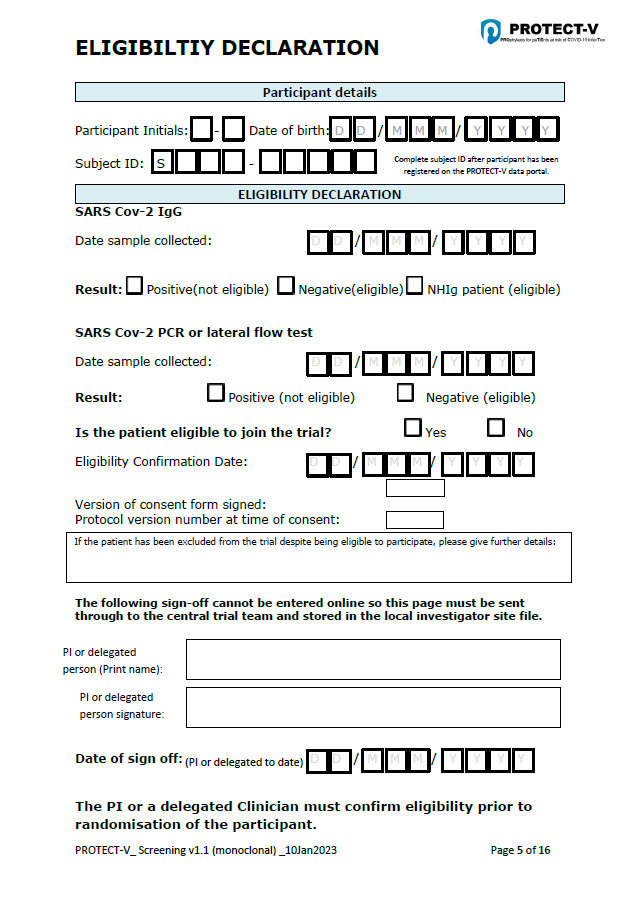 PROTECT-V
PROphylaxis for paTiEnts at risk of COVID-19 infecTion
ELIGIBILTIY DECLARATION
Participant details
Participant Initials: - Date of birth: D D / M M M / Y Y Y Y
Subject ID: S - Complete subject ID after participant has been
registered on the PROTECT-V data portal.
ELIGIBILITY DECLARATION
SARS Cov-2 IgG
Date sample collected: D D / M M M / Y Y Y Y
Result: Positive(not eligible) Negative(eligible) NHIg patient (eligible)
SARS Cov-2 PCR or lateral flow test
Date sample collected: D D / M M M / Y Y Y Y
Result: Positive (not eligible) Negative (eligible)
Is the patient eligible to join the trial? Yes No
Eligibility Confirmation Date: D D / M M M / Y Y Y Y
Version of consent form signed:
Protocol version number at time of consent:
If the patient has been excluded from the trial despite being eligible to participate, please give further details:
The following sign-off cannot be entered online so this page must be sent
through to the central trial team and stored in the local investigator site file.
PI or delegated
person (Print name):
PI or delegated
person signature:
Date of sign off: (PI or delegated to date) D D / M M M / Y Y Y Y
The PI or a delegated Clinician must confirm eligibility prior to
randomisation of the participant.
PROTECT-V_ Screening v1.1 (monoclonal) _10Jan2023 Page 5 of 16